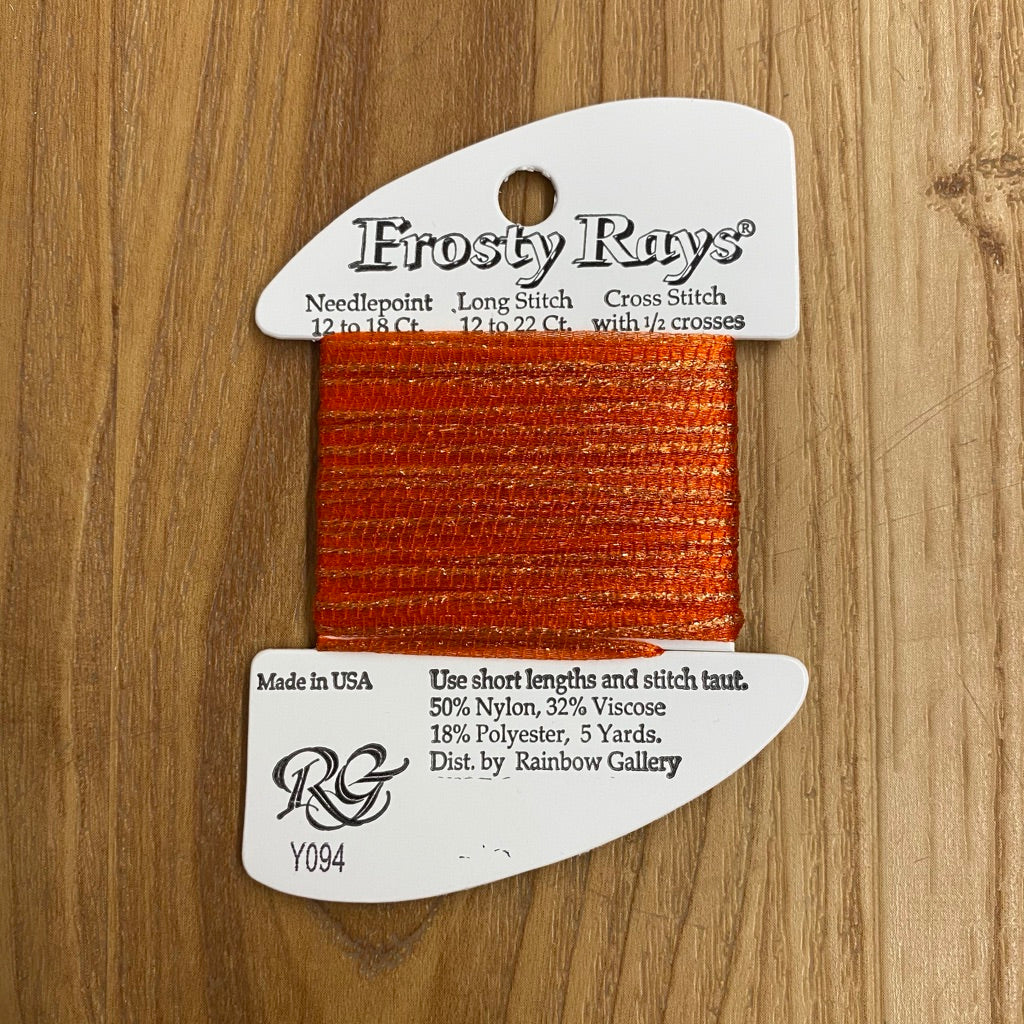 Frosty Rays®
Needlepoint Long Stitch Cross Stitch
12 to 18 Ct. 12 to 22 Ct. with 1/2 crosses
Made in USA
Use short lengths and stitch taut.
50% Nylon, 32% Viscose
18% Polyester, 5 Yards.
Dist. by Rainbow Gallery
RG
Y094